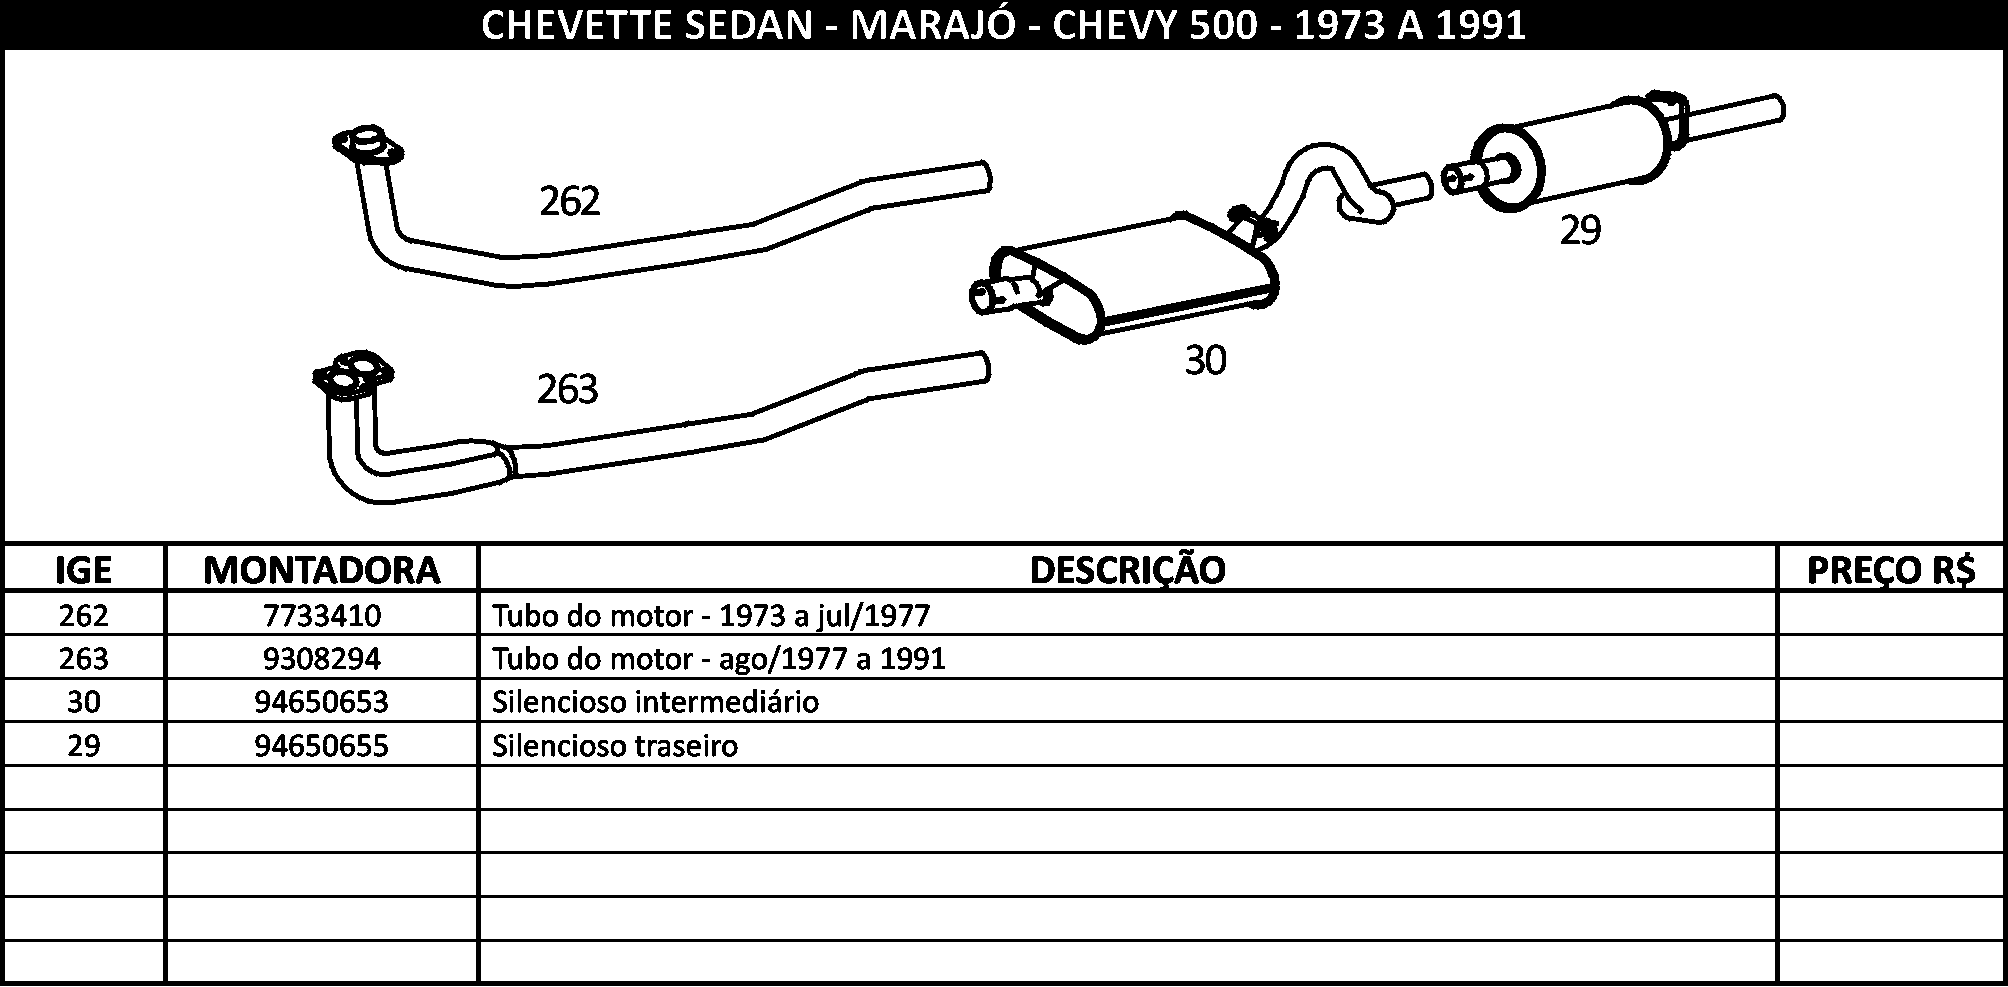 CHEVETTE SEDAN - MARAJÓ - CHEVY 500 - 1973 A 1991
262
29
30
263
IGE MONTADORA DESCRIÇÃO PREÇO R$
262 7733410 Tubo do motor - 1973 a jul/1977
263 9308294 Tubo do motor - ago/1977 a 1991
30 94650653 Silencioso intermediário
29 94650655 Silencioso traseiro